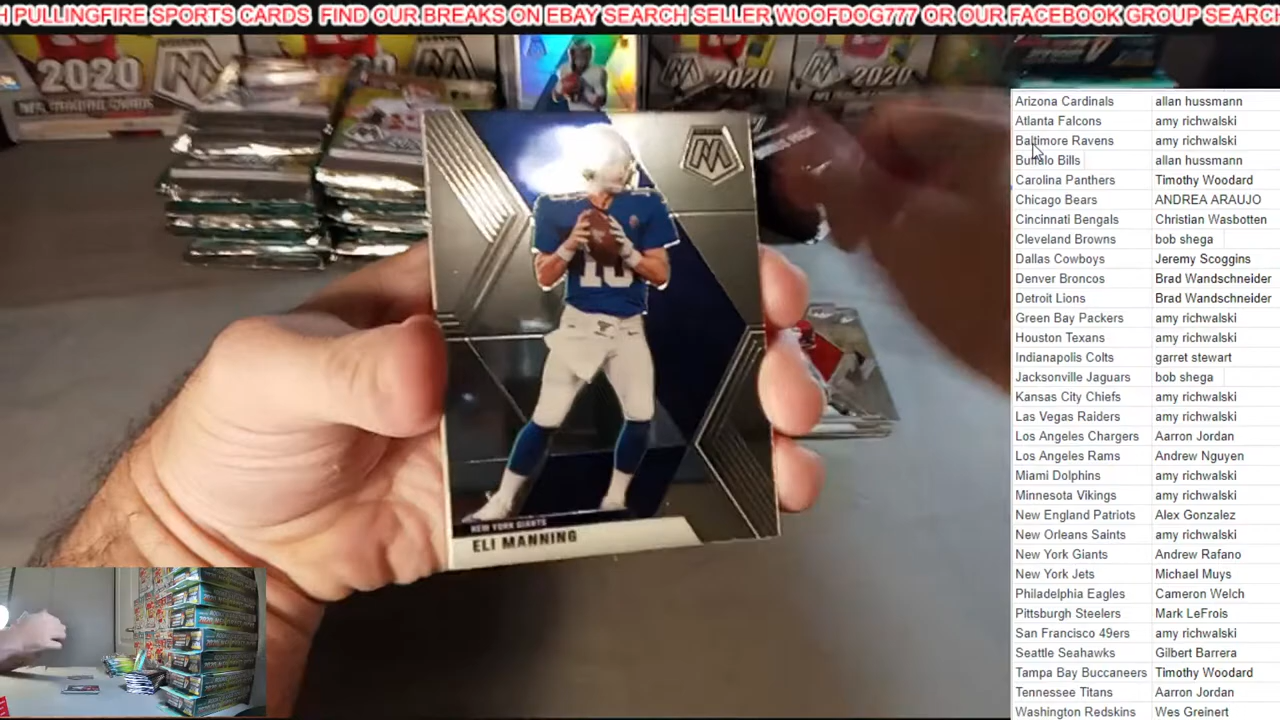 H PULLINGFIRE SPORTS CARDS FIND OUR BREAKS ON EBAY SEARCH SELLER WOOFDOG777 OR OUR FACEBOOK GROUP SEARCH
2020
2020
2020
NEW YORK GIANTS
ELI MANNING
Arizona Cardinals allan hussmann
Atlanta Falcons amy richwalski
Baltimore Ravens amy richwalski
Buffalo Bills allan hussmann
Carolina Panthers Timothy Woodard
Chicago Bears ANDREA ARAUJO
Cincinnati Bengals Christian Wasbotten
Cleveland Browns bob shega
Dallas Cowboys Jeremy Scoggins
Denver Broncos Brad Wandschneider
Detroit Lions Brad Wandschneider
Green Bay Packers amy richwalski
Houston Texans amy richwalski
Indianapolis Colts garret stewart
Jacksonville Jaguars bob shega
Kansas City Chiefs amy richwalski
Las Vegas Raiders amy richwalski
Los Angeles Chargers Aarron Jordan
Los Angeles Rams Andrew Nguyen
Miami Dolphins amy richwalski
Minnesota Vikings amy richwalski
New England Patriots Alex Gonzalez
New Orleans Saints amy richwalski
New York Giants Andrew Rafano
New York Jets Michael Muys
Philadelphia Eagles Cameron Welch
Pittsburgh Steelers Mark LeFrois
San Francisco 49ers amy richwalski
Seattle Seahawks Gilbert Barrera
Tampa Bay Buccaneers Timothy Woodard
Tennessee Titans Aarron Jordan
Washington Redskins Wes Greinert